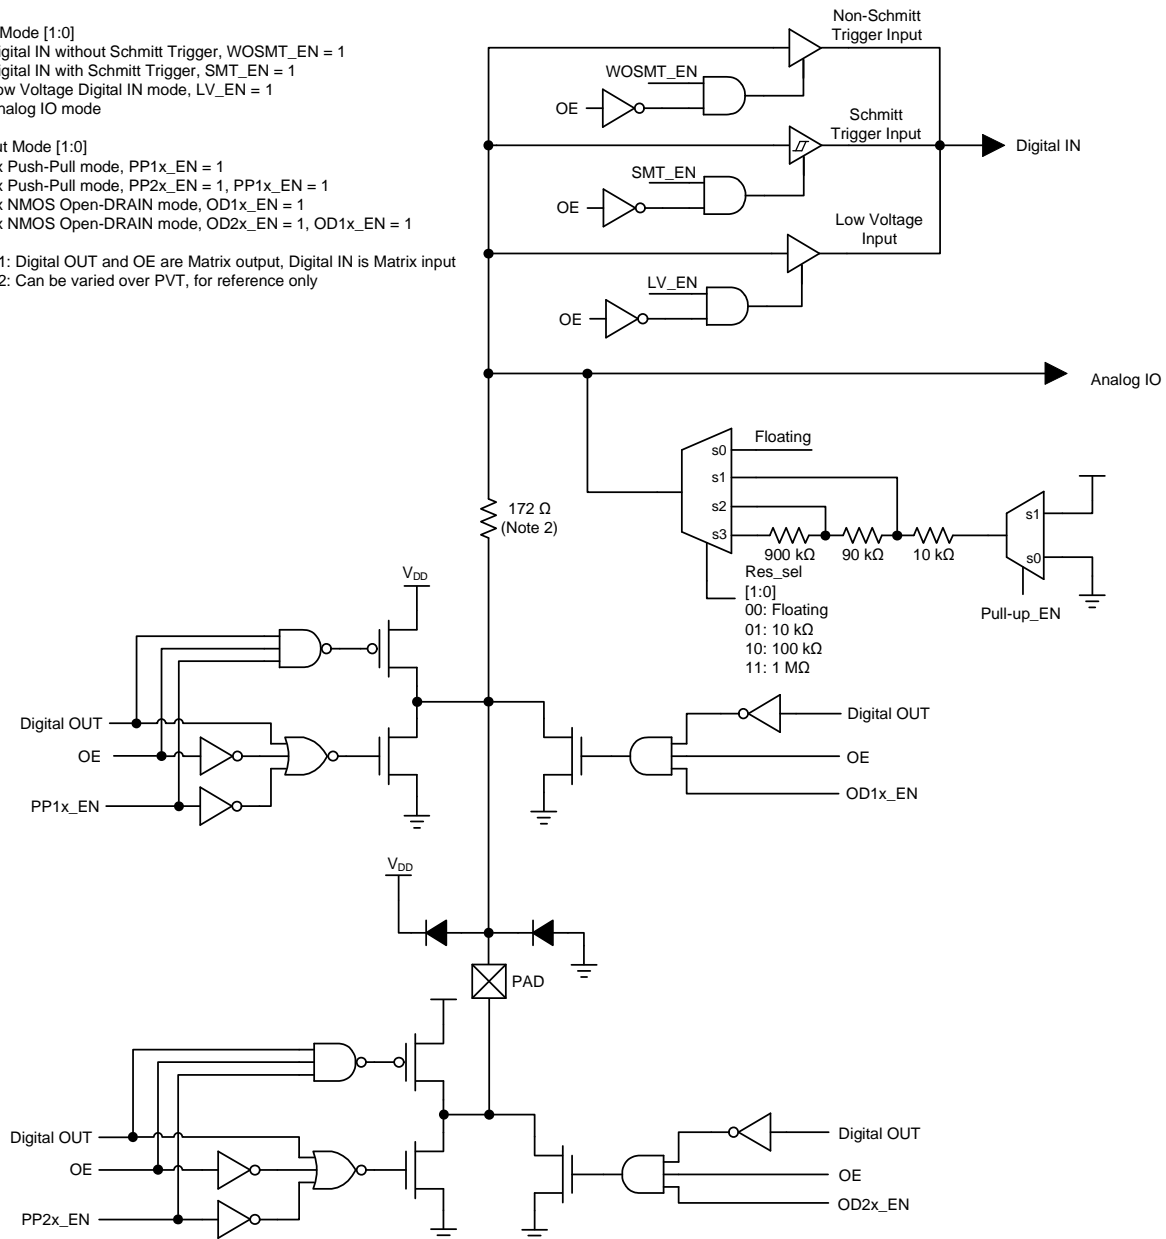 Mode [1:0]
igital IN without Schmitt Trigger, WOSMT_EN = 1
igital IN with Schmitt Trigger, SMT_EN = 1
ow Voltage Digital IN mode, LV_EN = 1
nalog IO mode
ut Mode [1:0]
x Push-Pull mode, PP1x_EN = 1
x Push-Pull mode, PP2x_EN = 1, PP1x_EN = 1
x NMOS Open-DRAIN mode, OD1x_EN = 1
x NMOS Open-DRAIN mode, OD2x_EN = 1, OD1x_EN = 1
1: Digital OUT and OE are Matrix output, Digital IN is Matrix input
2: Can be varied over PVT, for reference only
Non-Schmitt
Trigger Input
WOSMT_EN
OE
Schmitt
Trigger Input
Digital IN
SMT_EN
OE
Low Voltage
Input
LV_EN
OE
Analog IO
Floating
s0
s1
s2
s3
172 Ω
(Note 2)
900 kΩ
90 kΩ
10 kΩ
s1
s0
Pull-up_EN
Res_sel
[1:0]
00: Floating
01: 10 kΩ
10: 100 kΩ
11: 1 MΩ
VDD
Digital OUT
OE
PP1x_EN
Digital OUT
OE
OD1x_EN
VDD
PAD
Digital OUT
OE
PP2x_EN
Digital OUT
OE
OD2x_EN